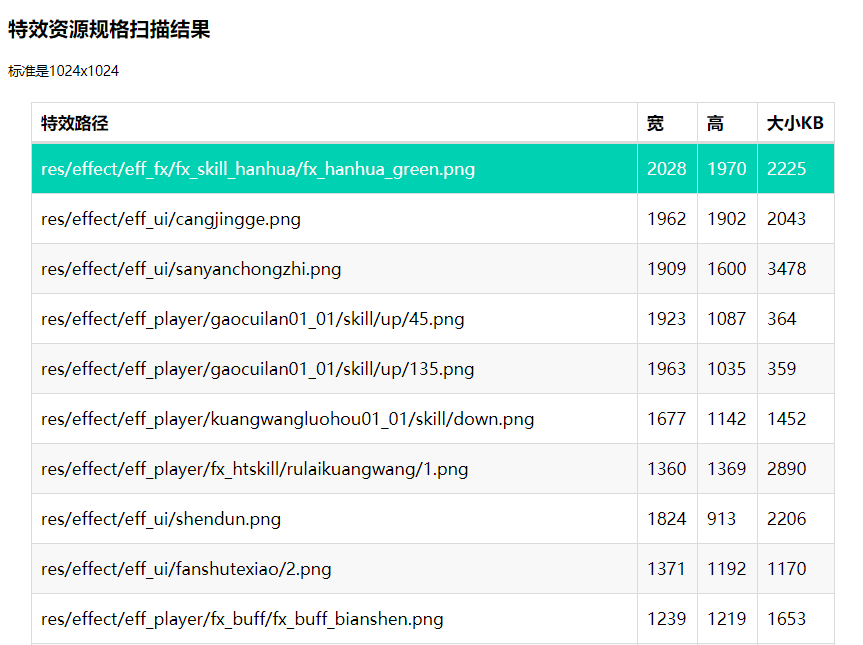 特效资源规格扫描结果
标准是1024x1024
特效路径 宽 高 大小KB
res/effect/eff_fx/fx_skill_hanhua/fx_hanhua_green.png 2028 1970 2225
res/effect/eff_ui/cangjingge.png 1962 1902 2043
res/effect/eff_ui/sanyanchongzhi.png 1909 1600 3478
res/effect/eff_player/gaocuilan01_01/skill/up/45.png 1923 1087 364
res/effect/eff_player/gaocuilan01_01/skill/up/135.png 1963 1035 359
res/effect/eff_player/kuangwangluohou01_01/skill/down.png 1677 1142 1452
res/effect/eff_player/fx_htskill/rulaikuangwang/1.png 1360 1369 2890
res/effect/eff_ui/shendun.png 1824 913 2206
res/effect/eff_ui/fanshutexiao/2.png 1371 1192 1170
res/effect/eff_player/fx_buff/fx_buff_bianshen.png 1239 1219 1653